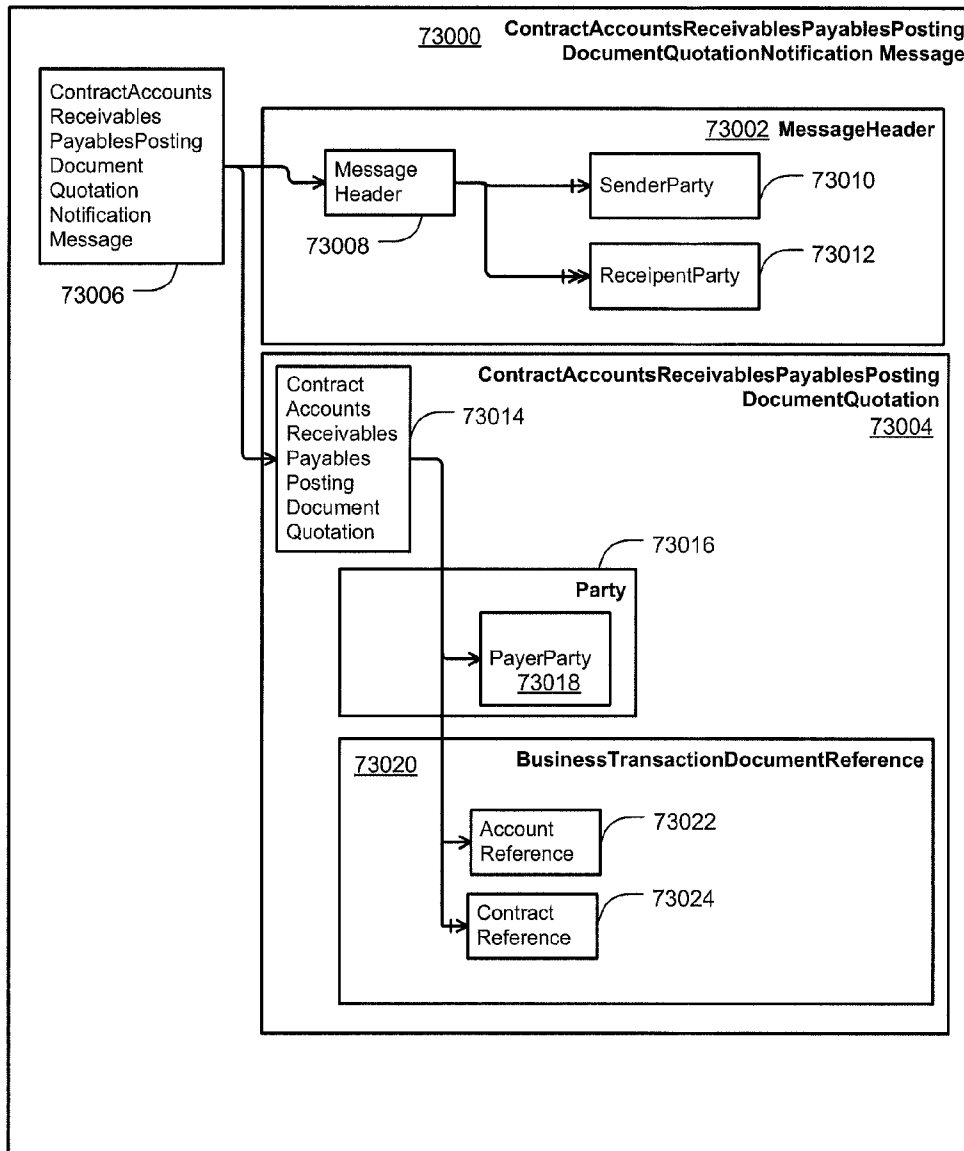 73000 ContractAccountsReceivablesPayablesPosting
DocumentQuotationNotification Message
ContractAccounts
Receivables
PayablesPosting
Document
Quotation
Notification
Message
73006
73002 MessageHeader
Message
Header
73008
SenderParty
73010
ReceipentParty
73012
ContractAccountsReceivablesPayablesPosting
DocumentQuotation
73004
Contract
Accounts
Receivables
Payables
Posting
Document
Quotation
73014
73016
Party
PayerParty
73018
73020 BusinessTransactionDocumentReference
Account
Reference
73022
Contract
Reference
73024